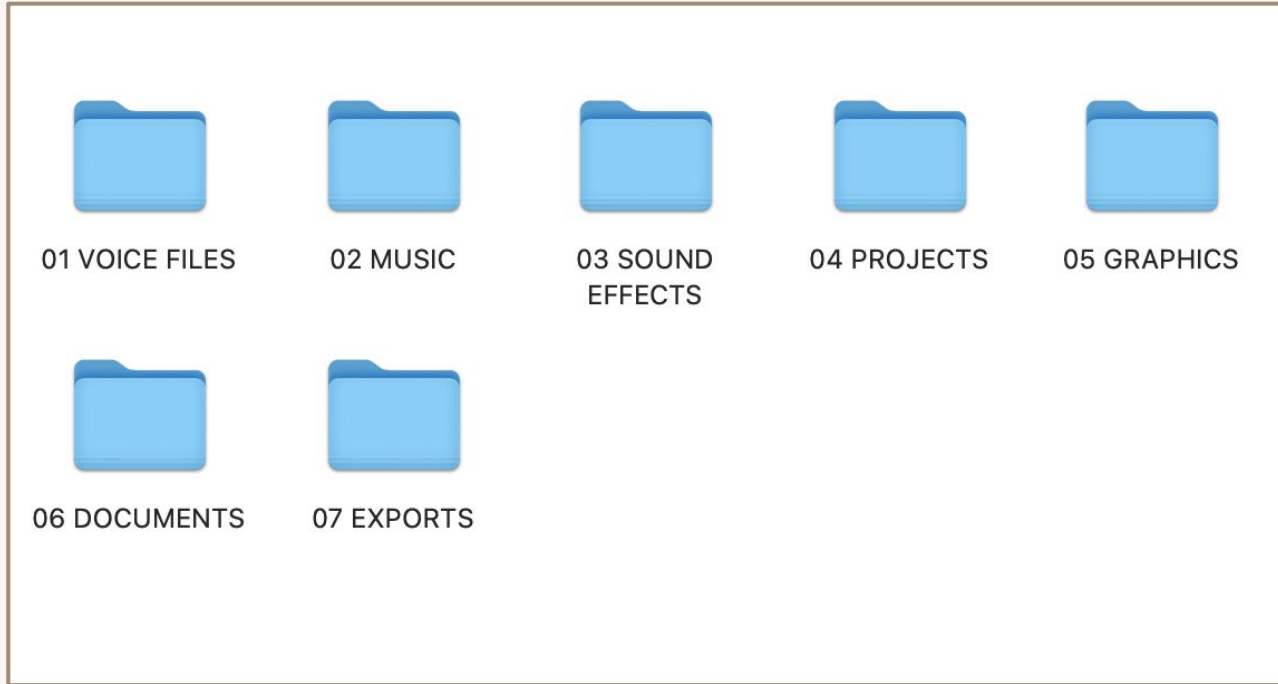 01 VOICE FILES
02 MUSIC
03 SOUND
EFFECTS
04 PROJECTS
05 GRAPHICS
06 DOCUMENTS
07 EXPORTS